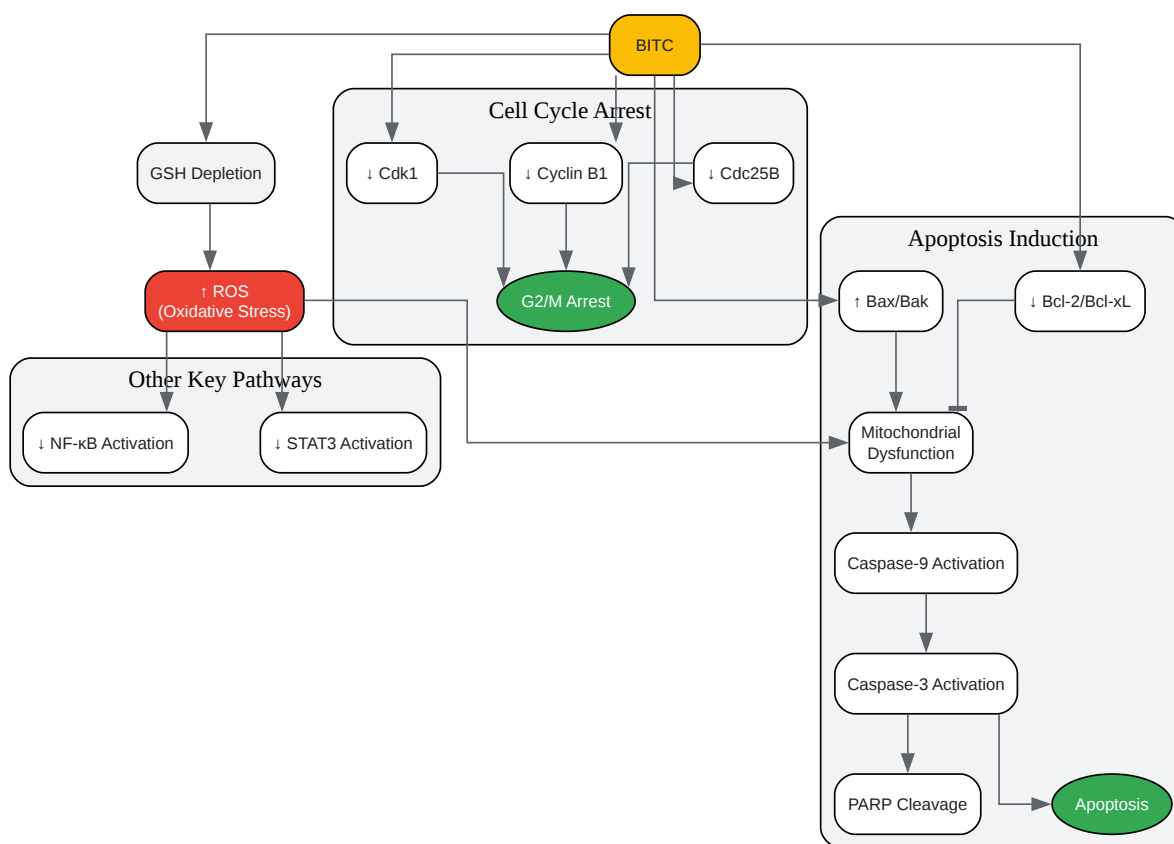 BITC
Cell Cycle Arrest
GSH Depletion
↓ Cdk1
↓ Cyclin B1
↓ Cdc25B
Apoptosis Induction
↑ ROS
(Oxidative Stress)
G2/M Arrest
↑ Bax/Bak
↓ Bcl-2/Bcl-xL
Other Key Pathways
↓ NF-κB Activation
↓ STAT3 Activation
Mitochondrial
Dysfunction
Caspase-9 Activation
Caspase-3 Activation
PARP Cleavage
Apoptosis